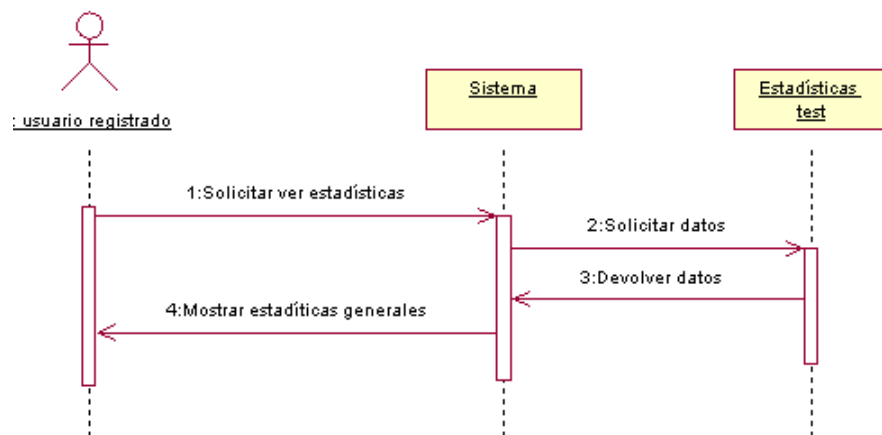 : usuario registrado
Sistema
Estadísticas
test
1:Solicitar ver estadísticas
2:Solicitar datos
3:Devolver datos
4:Mostrar estadíticas generales